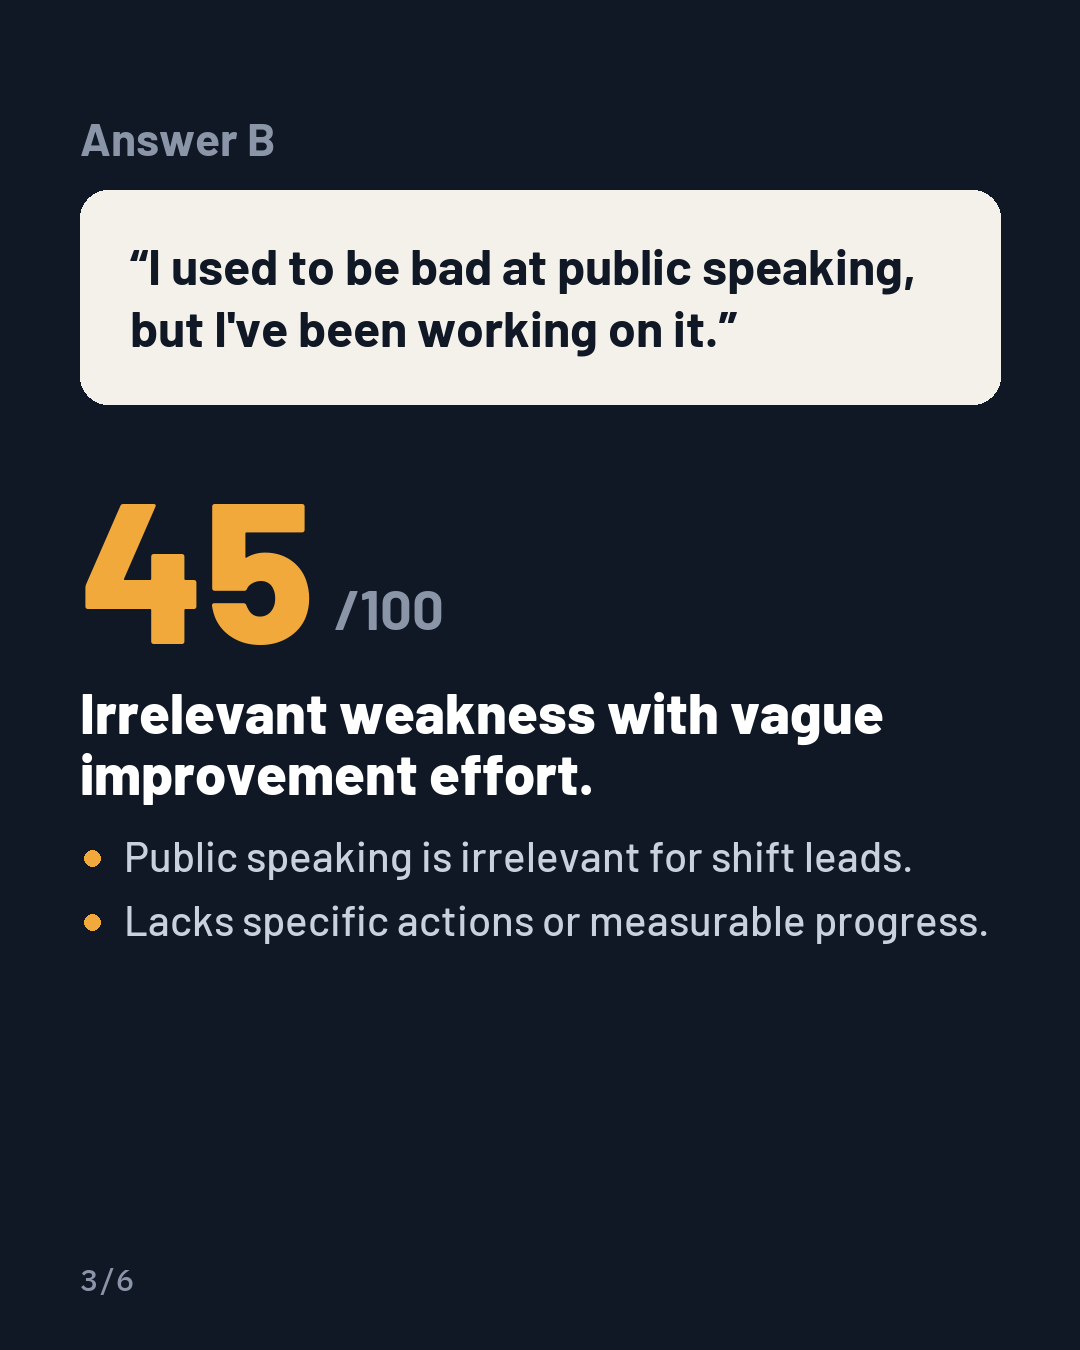 Answer B
“I used to be bad at public speaking,
but I've been working on it.”
45 /100
Irrelevant weakness with vague
improvement effort.
• Public speaking is irrelevant for shift leads.
• Lacks specific actions or measurable progress.
3/6